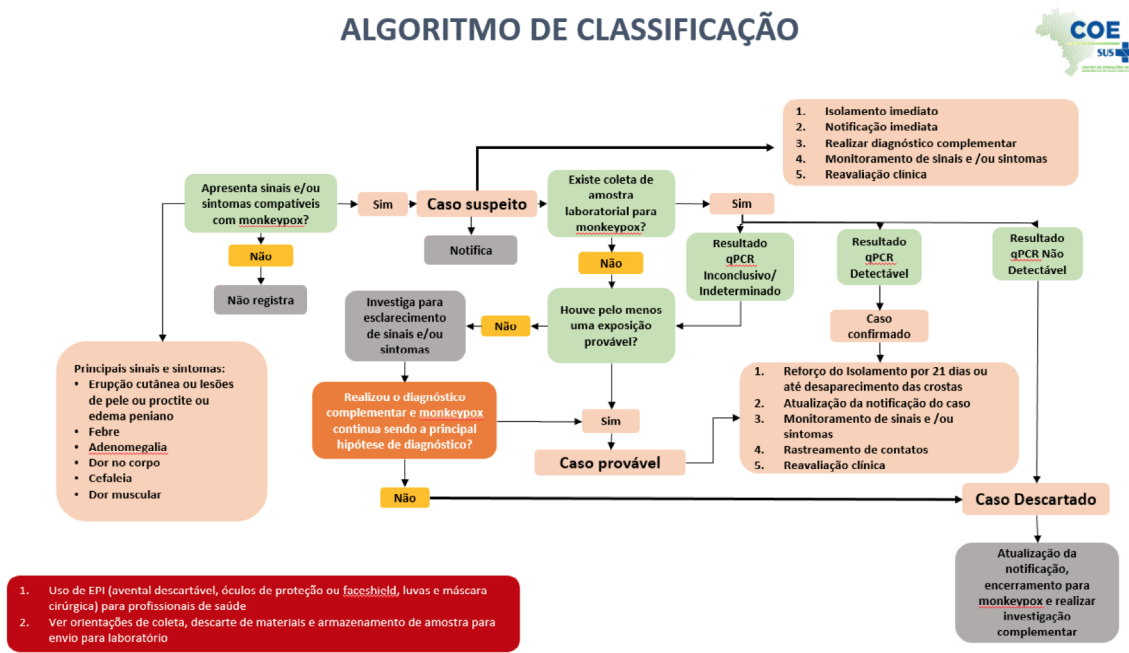 ALGORITMO DE CLASSIFICAÇÃO
COE
SUS
1. Isolamento imediato
2. Notificação imediata
3. Realizar diagnóstico complementar
4. Monitoramento de sinais e /ou sintomas
5. Reavaliação clínica
Apresenta sinais e/ou
sintomas compatíveis
com monkeypox?
Sim
Caso suspeito
Existe coleta de
amostra
laboratorial para
monkeypox?
Sim
Não
Notifica
Não
Não registra
Resultado
qPCR
Inconclusivo/
Indeterminado
Resultado
qPCR
Detectável
Resultado
qPCR Não
Detectável
Investiga para
esclarecimento
de sinais e/ou
sintomas
Não
Houve pelo menos
uma exposição
provável?
Caso
confirmado
Principais sinais e sintomas:
• Erupção cutânea ou lesões
de pele ou proctite ou
edema peniano
• Febre
• Adenomegalia
• Dor no corpo
• Cefaleia
• Dor muscular
Realizou o diagnóstico
complementar e monkeypox
continua sendo a principal
hipótese de diagnóstico?
Sim
Caso provável
1. Reforço do Isolamento por 21 dias ou
até desaparecimento das crostas
2. Atualização da notificação do caso
3. Monitoramento de sinais e /ou
sintomas
4. Rastreamento de contatos
5. Reavaliação clínica
Não
Caso Descartado
Atualização da
notificação,
encerramento para
monkeypox e realizar
investigação
complementar
1. Uso de EPI (avental descartável, óculos de proteção ou faceshield, luvas e máscara
cirúrgica) para profissionais de saúde
2. Ver orientações de coleta, descarte de materiais e armazenamento de amostra para
envio para laboratório